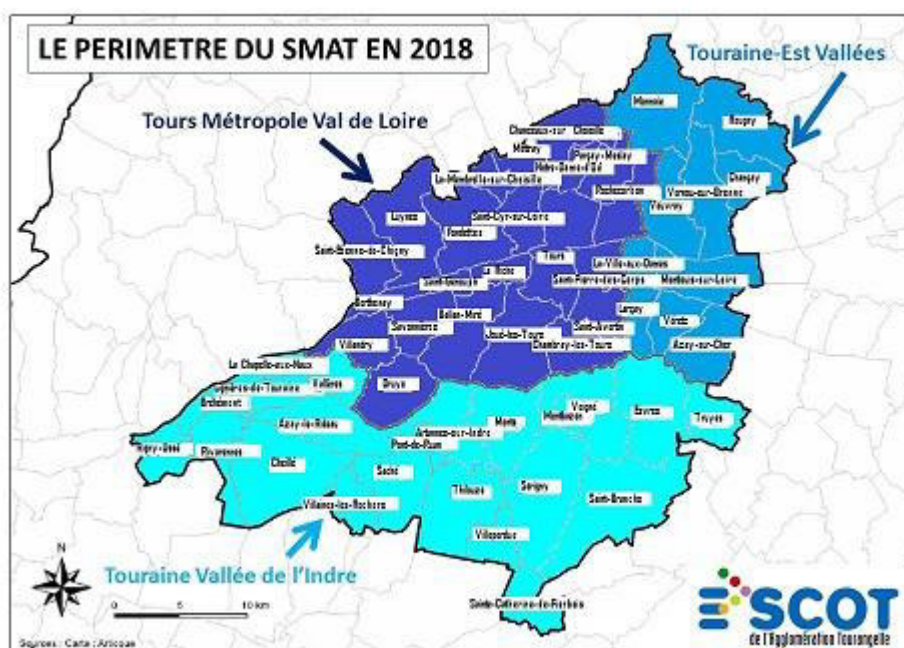 LE PERIMETRE DU SMAT EN 2018
Touraine-Est Vallées
Tours Métropole Val de Loire
Monnaie
Reugny
Chanceaux-sur-Choisille
Mettray
Parçay-Meslay
Notre-Dame-d'Oé
La Membrolle-sur-Choisille
Rochecorbon
Chançay
Vernou-sur-Brenne
Vouvray
Luynes
Saint-Cyr-sur-Loire
Fondettes
Saint-Etienne-de-Chigny
Tours
La Riche
La Ville-aux-Dames
Saint-Genouph
Saint-Pierre-des-Corps
Montlouis-sur-Loire
Berthenay
Ballan-Miré
Larçay
Savonnières
Saint-Avertin
Véretz
Joué-les-Tours
Villandry
Chambray-les-Tours
Azay-sur-Cher
La Chapelle-aux-Naux
Lignières-de-Touraine
Vallères
Druye
Bréhémont
Veigné
Esvres
Truyes
Monts
Montbazon
Azay-le-Rideau
Artannes-sur-Indre
Pont-de-Ruan
Rigny-Ussé
Rivarennes
Cheillé
Saché
Thilouze
Sorigny
Saint-Branchs
Villaines-les-Rochers
Villeperdue
Touraine Vallée de l'Indre
Sainte-Catherine-de-Fierbois
N
0 5 10 km
SCOT
de l'Agglomération Tourangelle
Sources : Carte : Articque